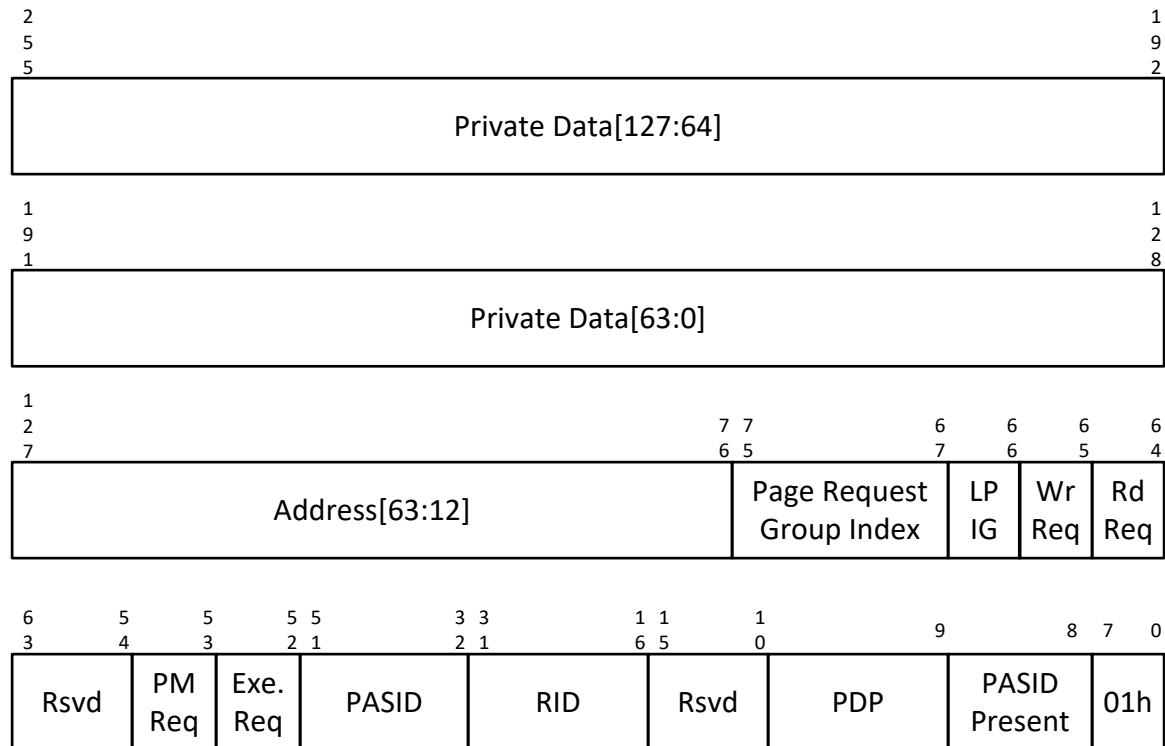 2 1
5 9
5 2
Private Data[127:64]
1 1
9 2
1 8
Private Data[63:0]
1
2 7 7 6 6 6 6
7 6 5 7 6 5 4
Address[63:12]
Page Request
Group Index
LP
IG
Wr
Req
Rd
Req
6 5 5 5 5 3 3 1 1 1 9 8 7 0
3 4 3 2 1 2 1 6 5 0
Rsvd
PM
Req
Exe.
Req
PASID
RID
Rsvd
PDP
PASID
Present
01h